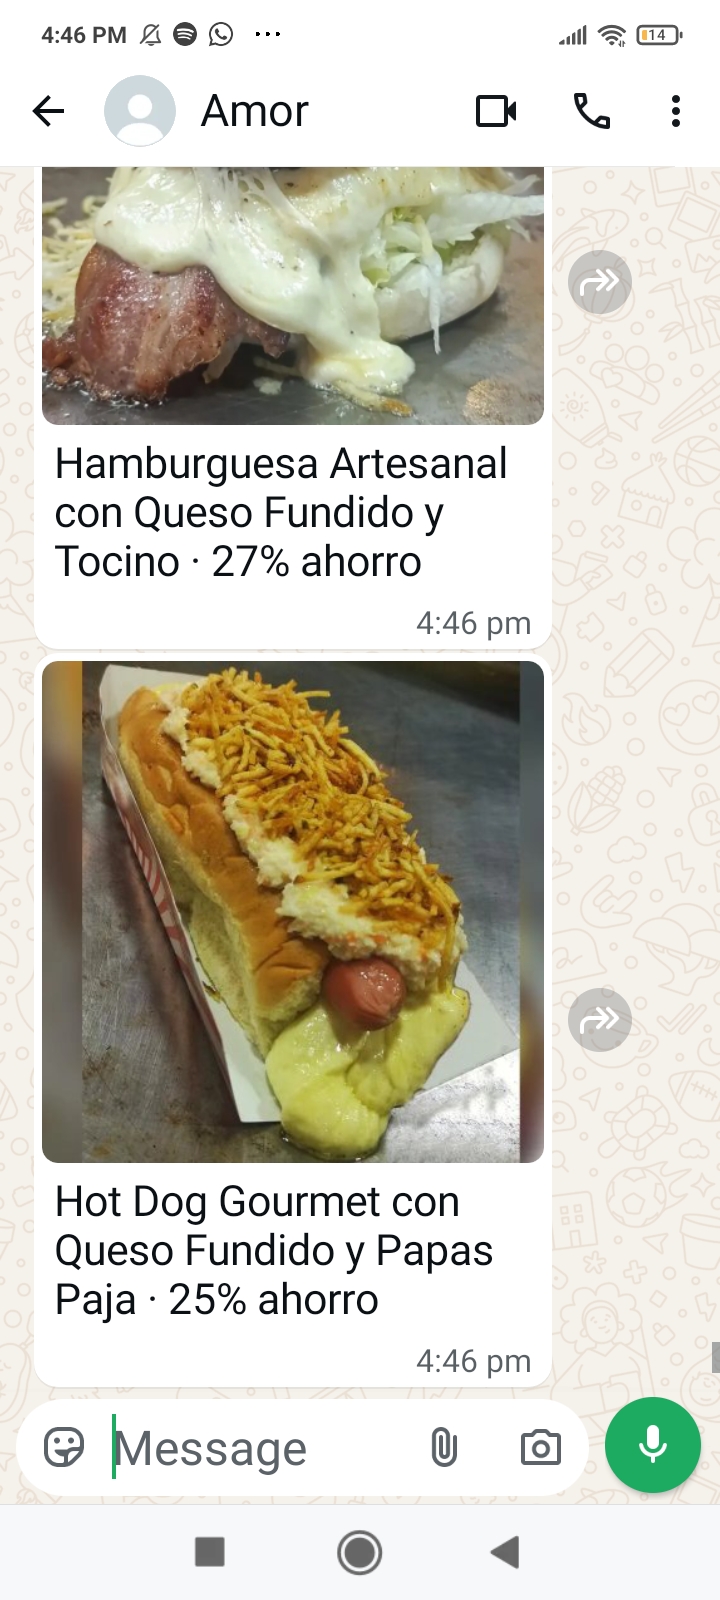 4:46 PM
14
Amor
Hamburguesa Artesanal
con Queso Fundido y
Tocino · 27% ahorro
4:46 pm
Hot Dog Gourmet con
Queso Fundido y Papas
Paja · 25% ahorro
4:46 pm
Message